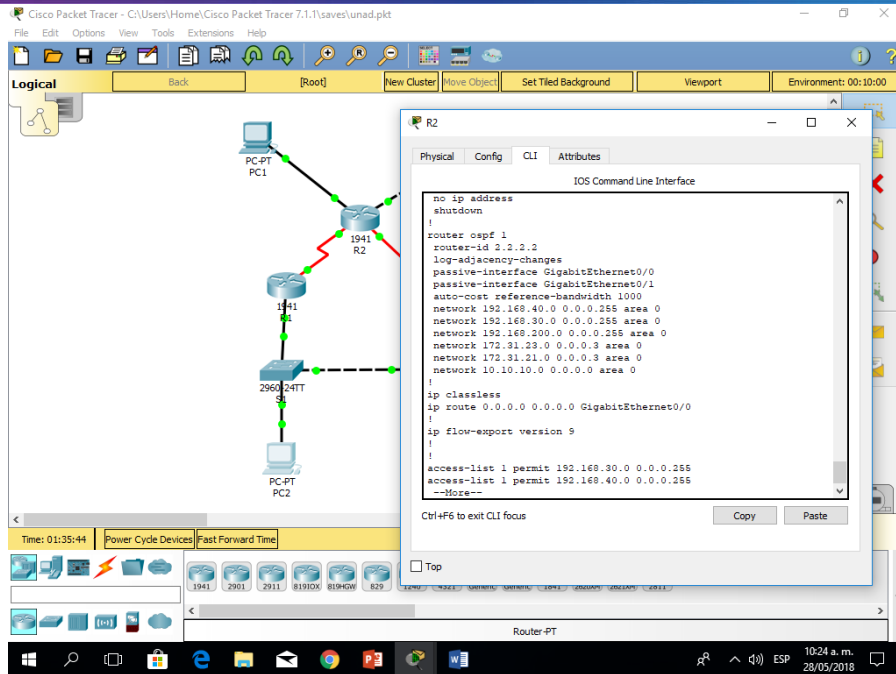 Cisco Packet Tracer - C:\Users\Home\Cisco Packet Tracer 7.1.1\saves\unad.pkt
File Edit Options View Tools Extensions Help
Logical Back [Root] New Cluster Move Object Set Tiled Background Viewport Environment: 00:10:00
R2
Physical Config CLI Attributes
IOS Command Line Interface
no ip address
shutdown
!
router ospf 1
router-id 2.2.2.2
log-adjacency-changes
passive-interface GigabitEthernet0/0
passive-interface GigabitEthernet0/1
auto-cost reference-bandwidth 1000
network 192.168.40.0 0.0.0.255 area 0
network 192.168.30.0 0.0.0.255 area 0
network 192.168.200.0 0.0.0.255 area 0
network 172.31.23.0 0.0.0.3 area 0
network 172.31.21.0 0.0.0.3 area 0
network 10.10.10.0 0.0.0.0 area 0
!
ip classless
ip route 0.0.0.0 0.0.0.0 GigabitEthernet0/0
!
ip flow-export version 9
!
!
access-list 1 permit 192.168.30.0 0.0.0.255
access-list 1 permit 192.168.40.0 0.0.0.255
--More--
Ctrl+F6 to exit CLI focus Copy Paste
Top
PC-PT
PC1
1941
R2
1941
2960-24TT
S1
PC-PT
PC2
Time: 01:35:44 Power Cycle Devices Fast Forward Time
1941 2901 2911 819IOX 819HGW 829
Router-PT
ESP
10:24 a. m.
28/05/2018